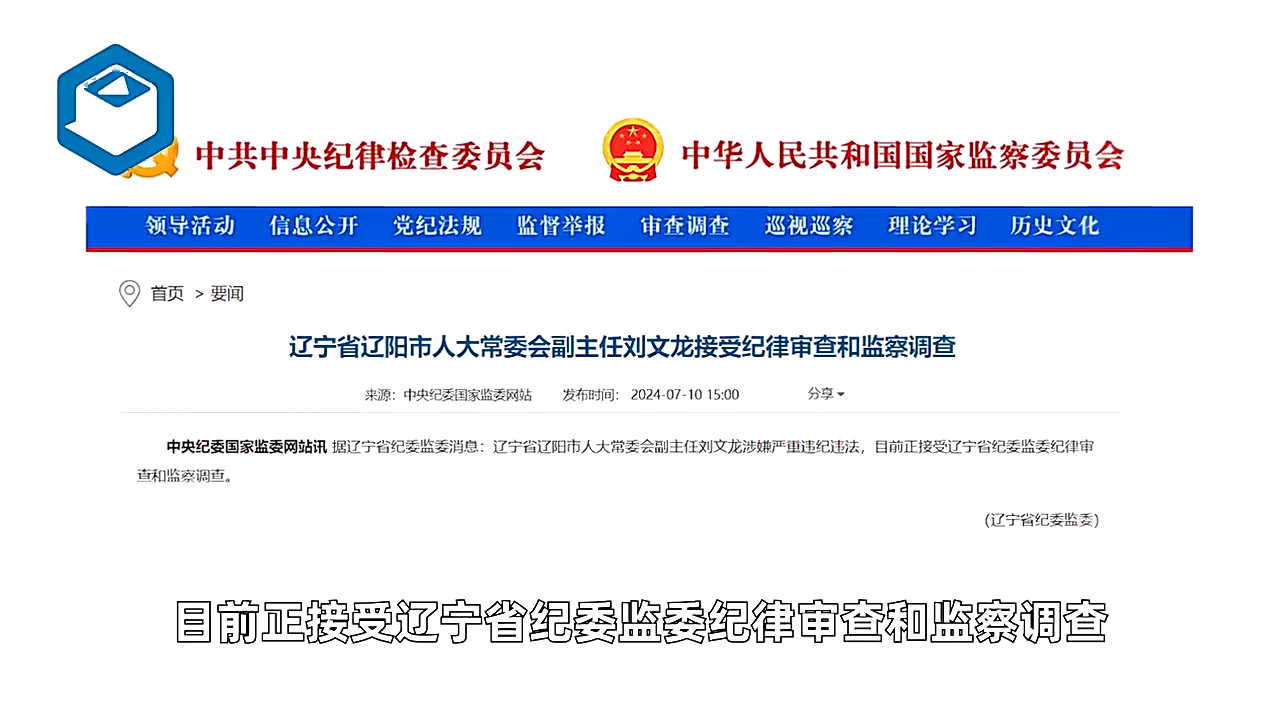 中共中央纪律检查委员会 中华人民共和国国家监察委员会
领导活动 信息公开 党纪法规 监督举报 审查调查 巡视巡察 理论学习 历史文化
首页 > 要闻
辽宁省辽阳市人大常委会副主任刘文龙接受纪律审查和监察调查
来源：中央纪委国家监委网站 发布时间： 2024-07-10 15:00 分享
中央纪委国家监委网站讯 据辽宁省纪委监委消息：辽宁省辽阳市人大常委会副主任刘文龙涉嫌严重违纪违法，目前正接受辽宁省纪委监委纪律审
查和监察调查。
(辽宁省纪委监委)
目前正接受辽宁省纪委监委纪律审查和监察调查